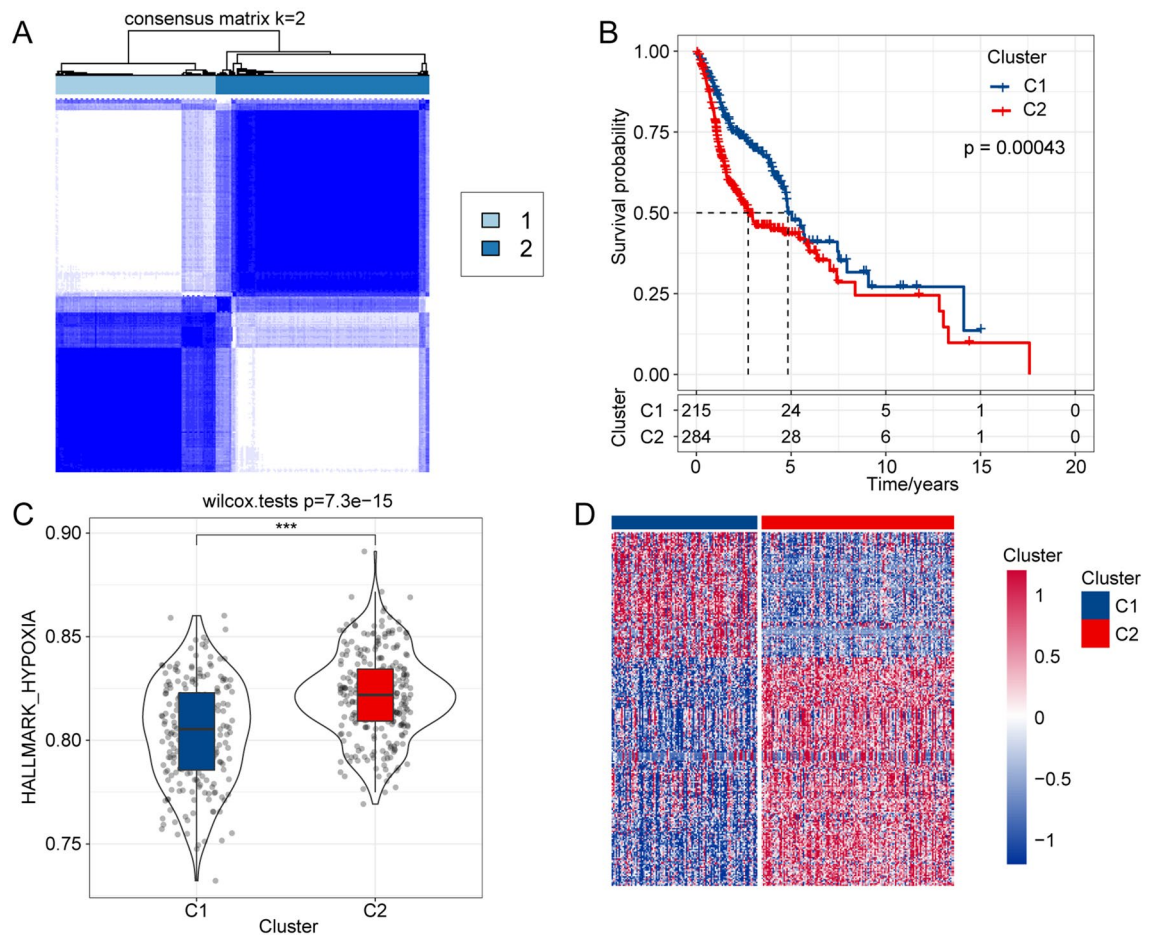 A
consensus matrix k=2
1
2
B
Survival probability
1.00
0.75
0.50
0.25
0.00
Cluster
C1
C2
p = 0.00043
Cluster
C1 215 24 5 1 0
C2 284 28 6 1 0
0 5 10 15 20
Time/years
C
wilcox.tests p=7.3e−15
***
HALLMARK_HYPOXIA
0.90
0.85
0.80
0.75
C1 C2
Cluster
D
Cluster
1
0.5
0
−0.5
−1
Cluster
C1
C2